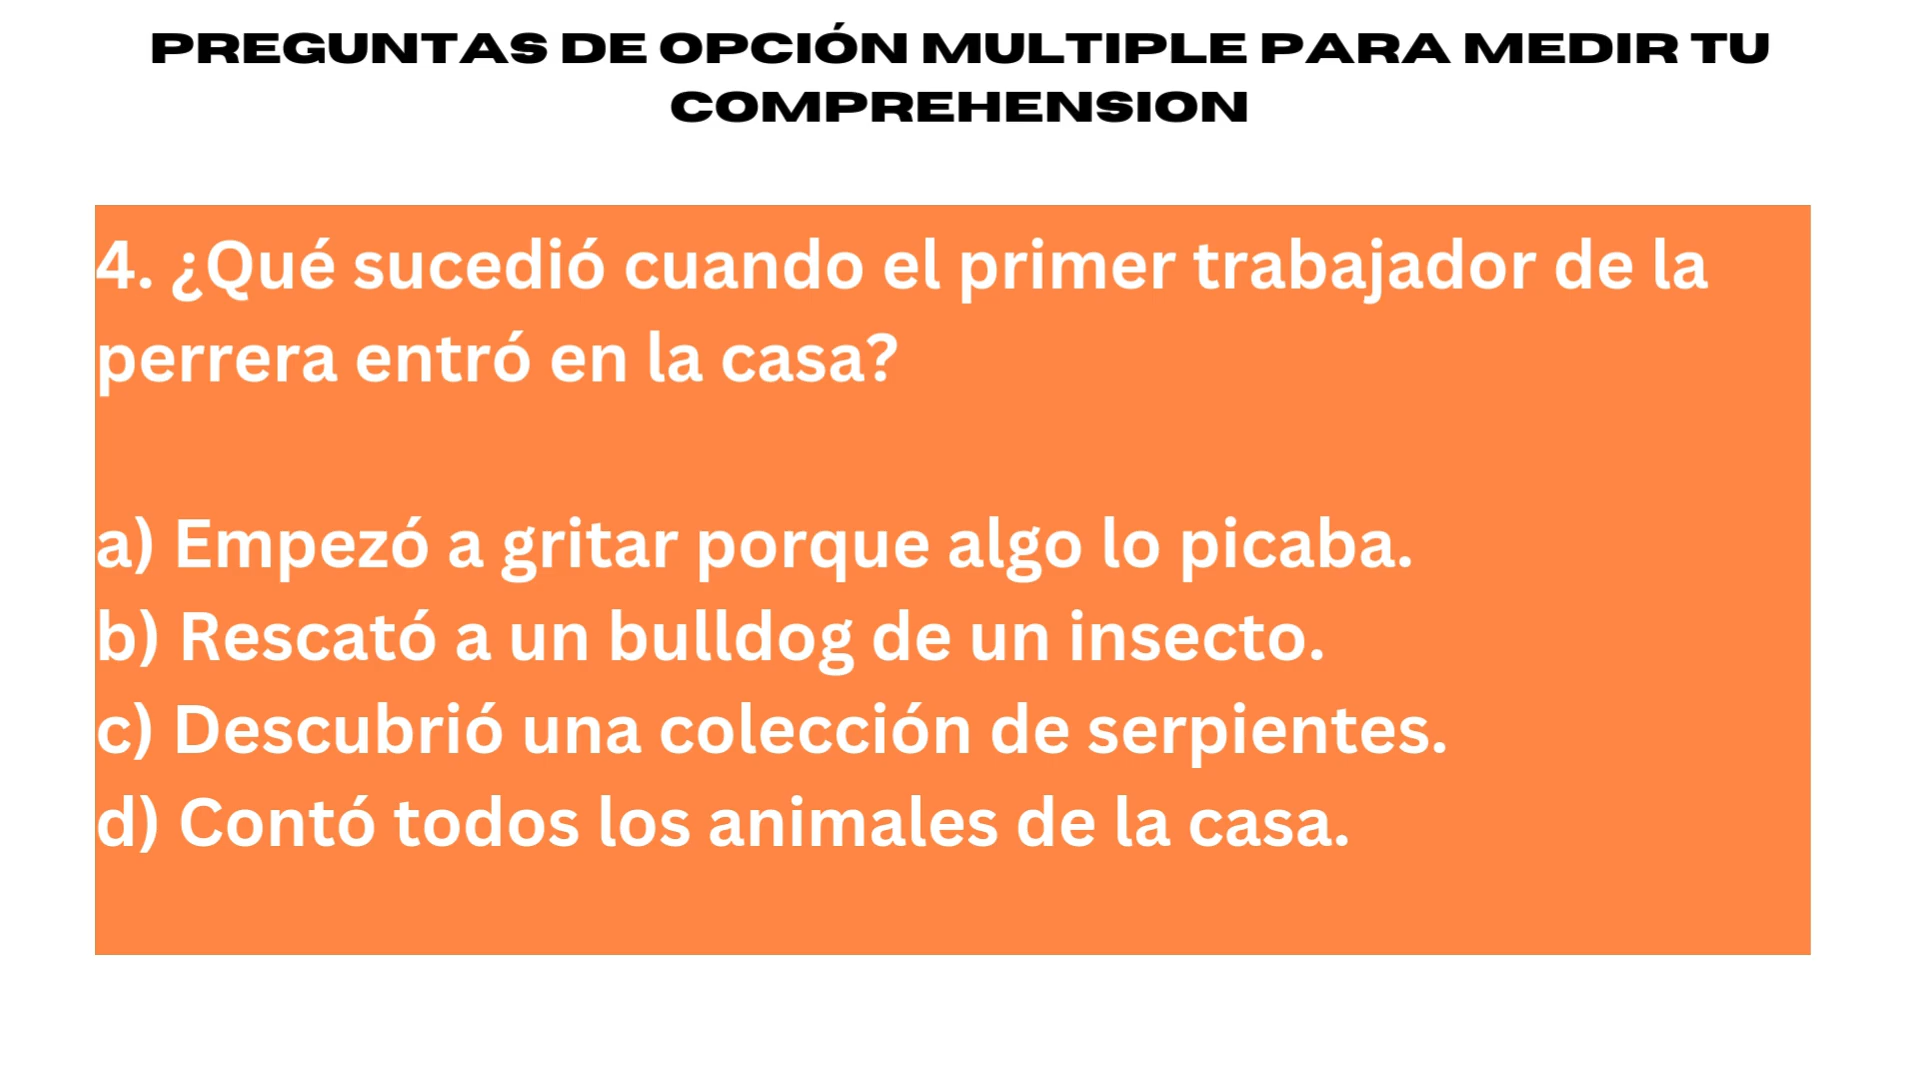 PREGUNTAS DE OPCIÓN MULTIPLE PARA MEDIR TU
COMPREHENSION
4. ¿Qué sucedió cuando el primer trabajador de la
perrera entró en la casa?
a) Empezó a gritar porque algo lo picaba.
b) Rescató a un bulldog de un insecto.
c) Descubrió una colección de serpientes.
d) Contó todos los animales de la casa.